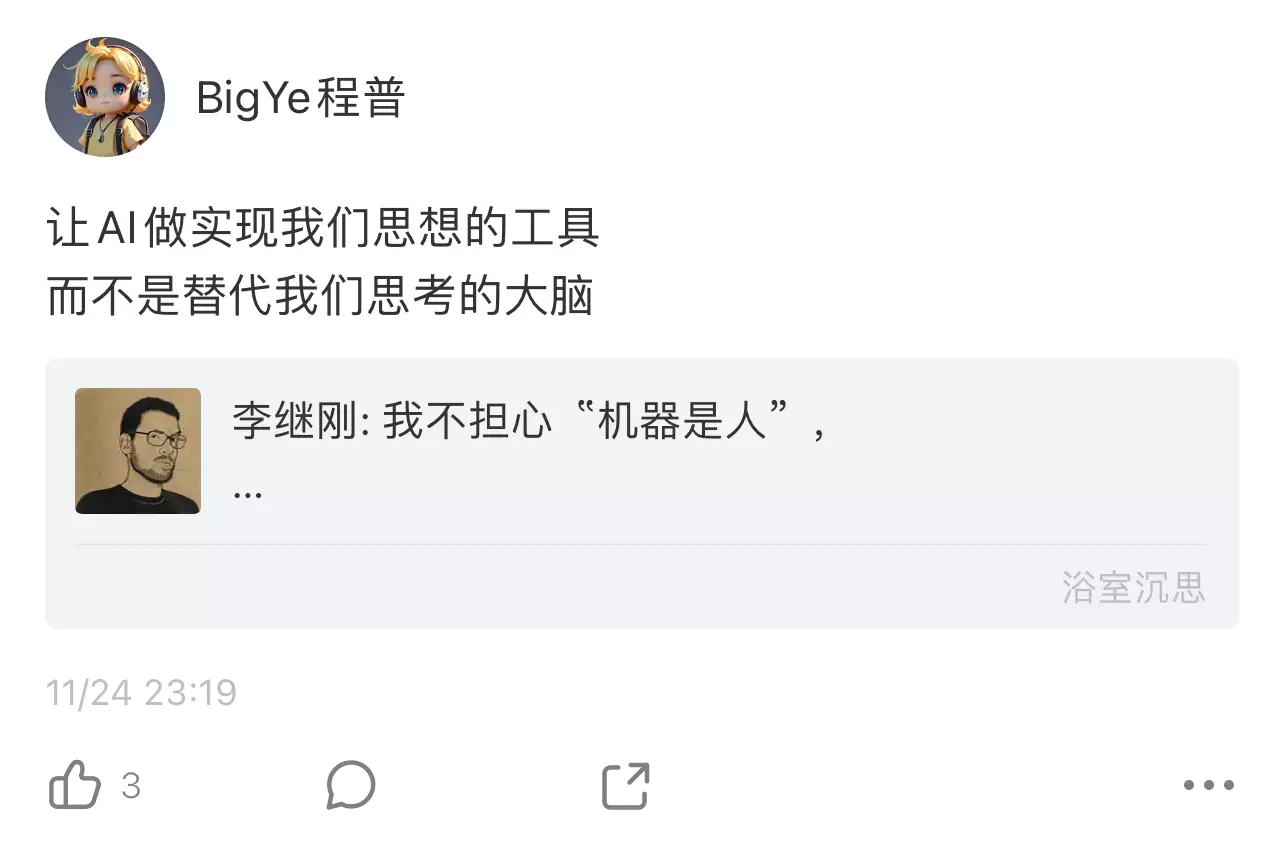 BigYe程普
让AI做实现我们思想的工具
而不是替代我们思考的大脑
李继刚: 我不担心“机器是人”，
...
浴室沉思
11/24 23:19
3